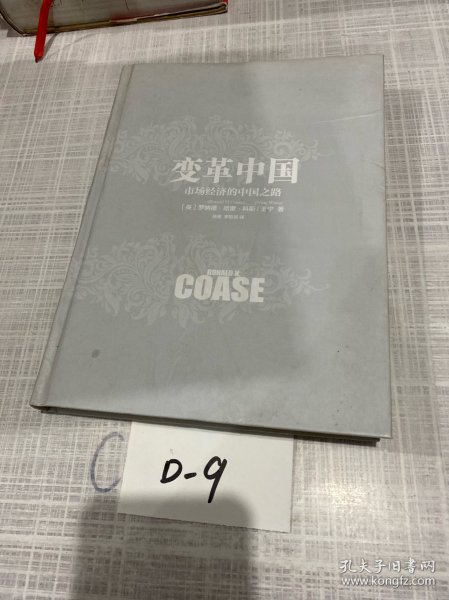 变革中国
市场经济的中国之路
[英] 罗纳德·哈里·科斯 | 王宁 著
RONALD H.
COASE
D-9
孔夫子旧书网
www.kongfz.com